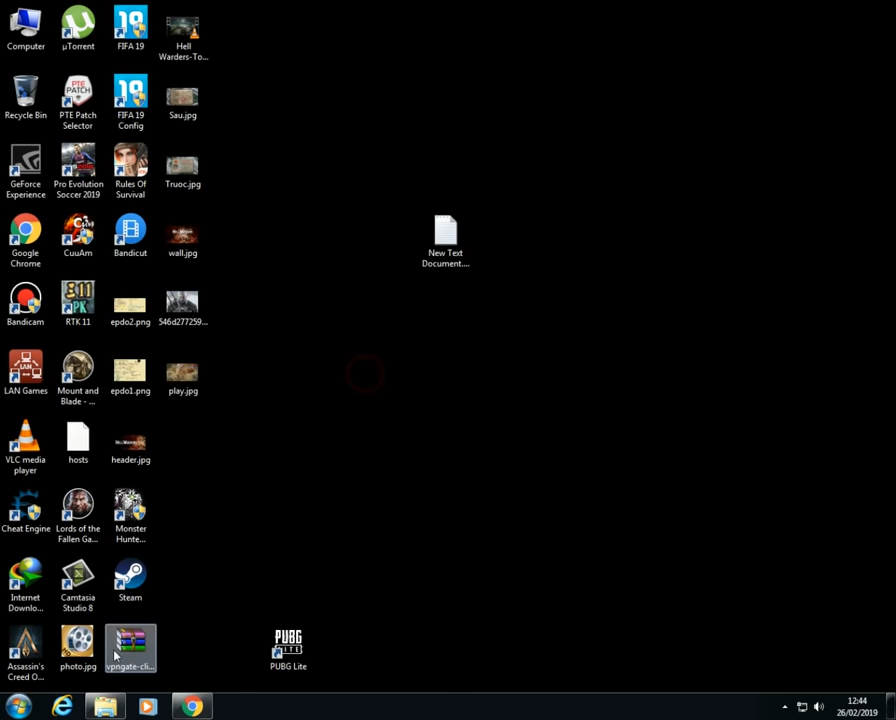 Computer
µTorrent
FIFA 19
Hell
Warders-To...
Recycle Bin
PTE PATCH
PTE Patch
Selector
19
FIFA 19
Config
Sau.jpg
GeForce
Experience
Pro Evolution
Soccer 2019
Rules Of
Survival
Truoc.jpg
Google
Chrome
CuuAm
Bandicut
wall.jpg
New Text
Document....
Bandicam
RTK 11
epdo2.png
546d277259...
LAN
LAN Games
Mount and
Blade - ...
epdo1.png
play.jpg
VLC media
player
hosts
header.jpg
Cheat Engine
Lords of the
Fallen Ga...
Monster
Hunte...
Internet
Downlo...
Camtasia
Studio 8
Steam
Assassin's
Creed O...
photo.jpg
vpngate-cli...
PUBG
LITE
PUBG Lite
12:44
26/02/2019